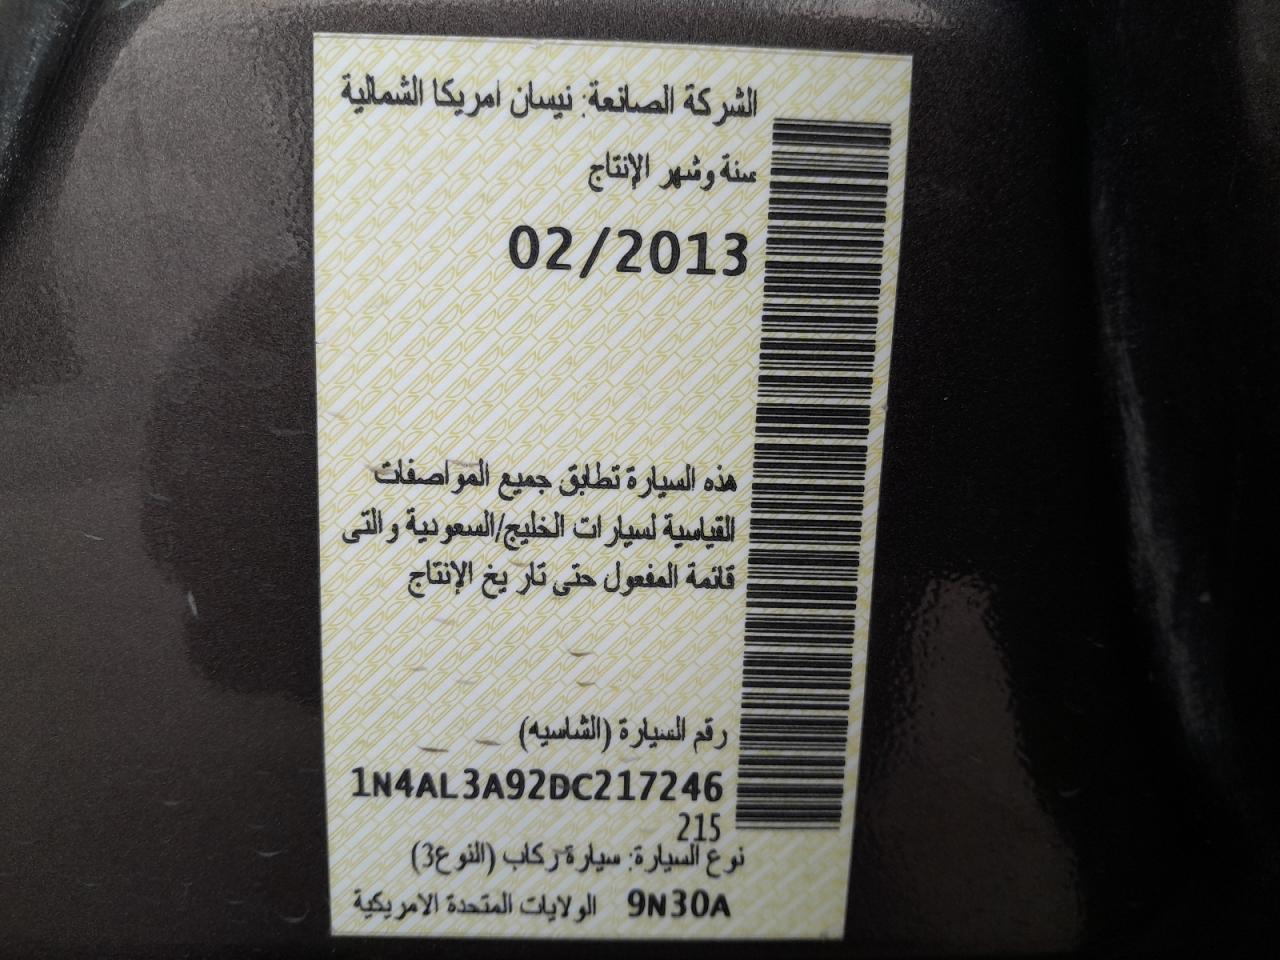 الشركة الصانعة: نيسان امريكا الشمالية
سنة وشهر الإنتاج
02/2013
هذه السيارة تطابق جميع المواصفات
القياسية لسيارات الخليج/السعودية والتى
قائمة المفعول حتى تاريخ الإنتاج
رقم السيارة (الشاسيه)
1N4AL3A92DC217246
215
نوع السيارة: سيارة ركاب (النوع3)
9N30A الولايات المتحدة الامريكية